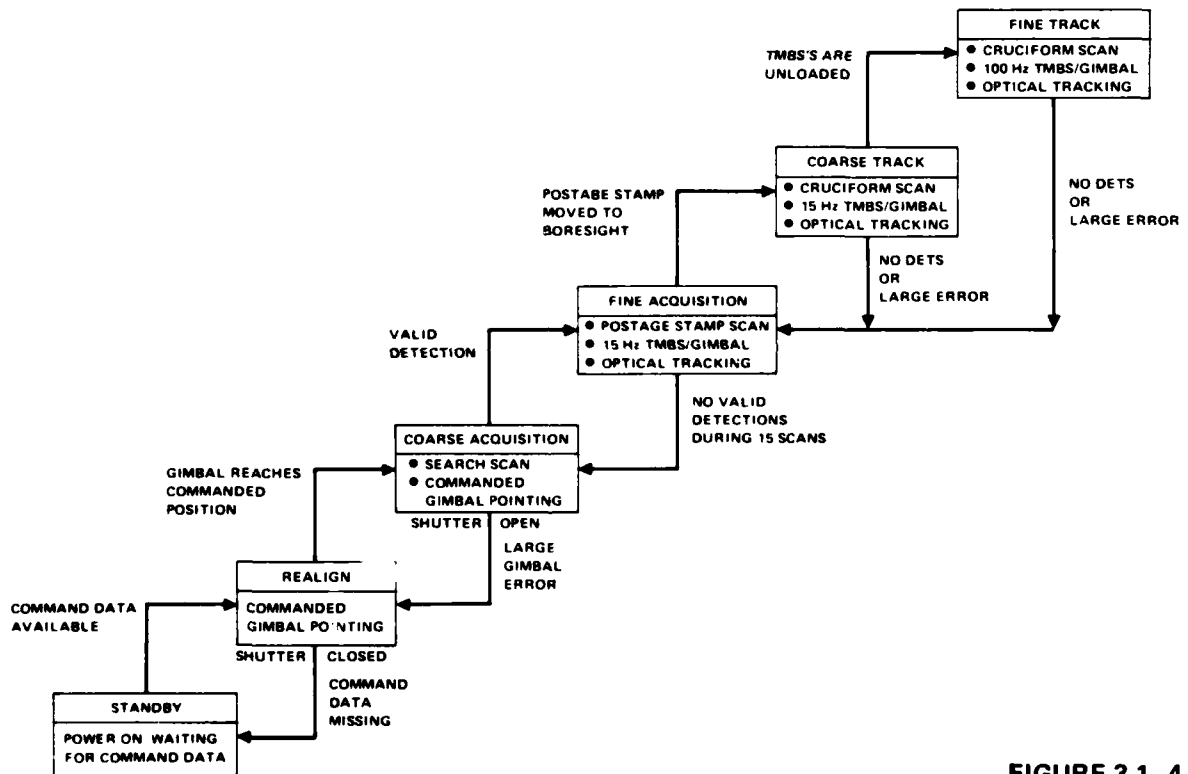 FINE TRACK
● CRUCIFORM SCAN
● 100 Hz TMBS/GIMBAL
● OPTICAL TRACKING
TMBS'S ARE
UNLOADED
COARSE TRACK
● CRUCIFORM SCAN
● 15 Hz TMBS/GIMBAL
● OPTICAL TRACKING
NO DETS
OR
LARGE ERROR
POSTABE STAMP
MOVED TO
BORESIGHT
NO DETS
OR
LARGE ERROR
FINE ACQUISITION
● POSTAGE STAMP SCAN
● 15 Hz TMBS/GIMBAL
● OPTICAL TRACKING
VALID
DETECTION
NO VALID
DETECTIONS
DURING 15 SCANS
COARSE ACQUISITION
● SEARCH SCAN
● COMMANDED
GIMBAL POINTING
SHUTTER OPEN
GIMBAL REACHES
COMMANDED
POSITION
LARGE
GIMBAL
ERROR
REALIGN
COMMANDED
GIMBAL POINTING
SHUTTER CLOSED
COMMAND DATA
AVAILABLE
COMMAND
DATA
MISSING
STANDBY
POWER ON WAITING
FOR COMMAND DATA
FIGURE 2.1-4